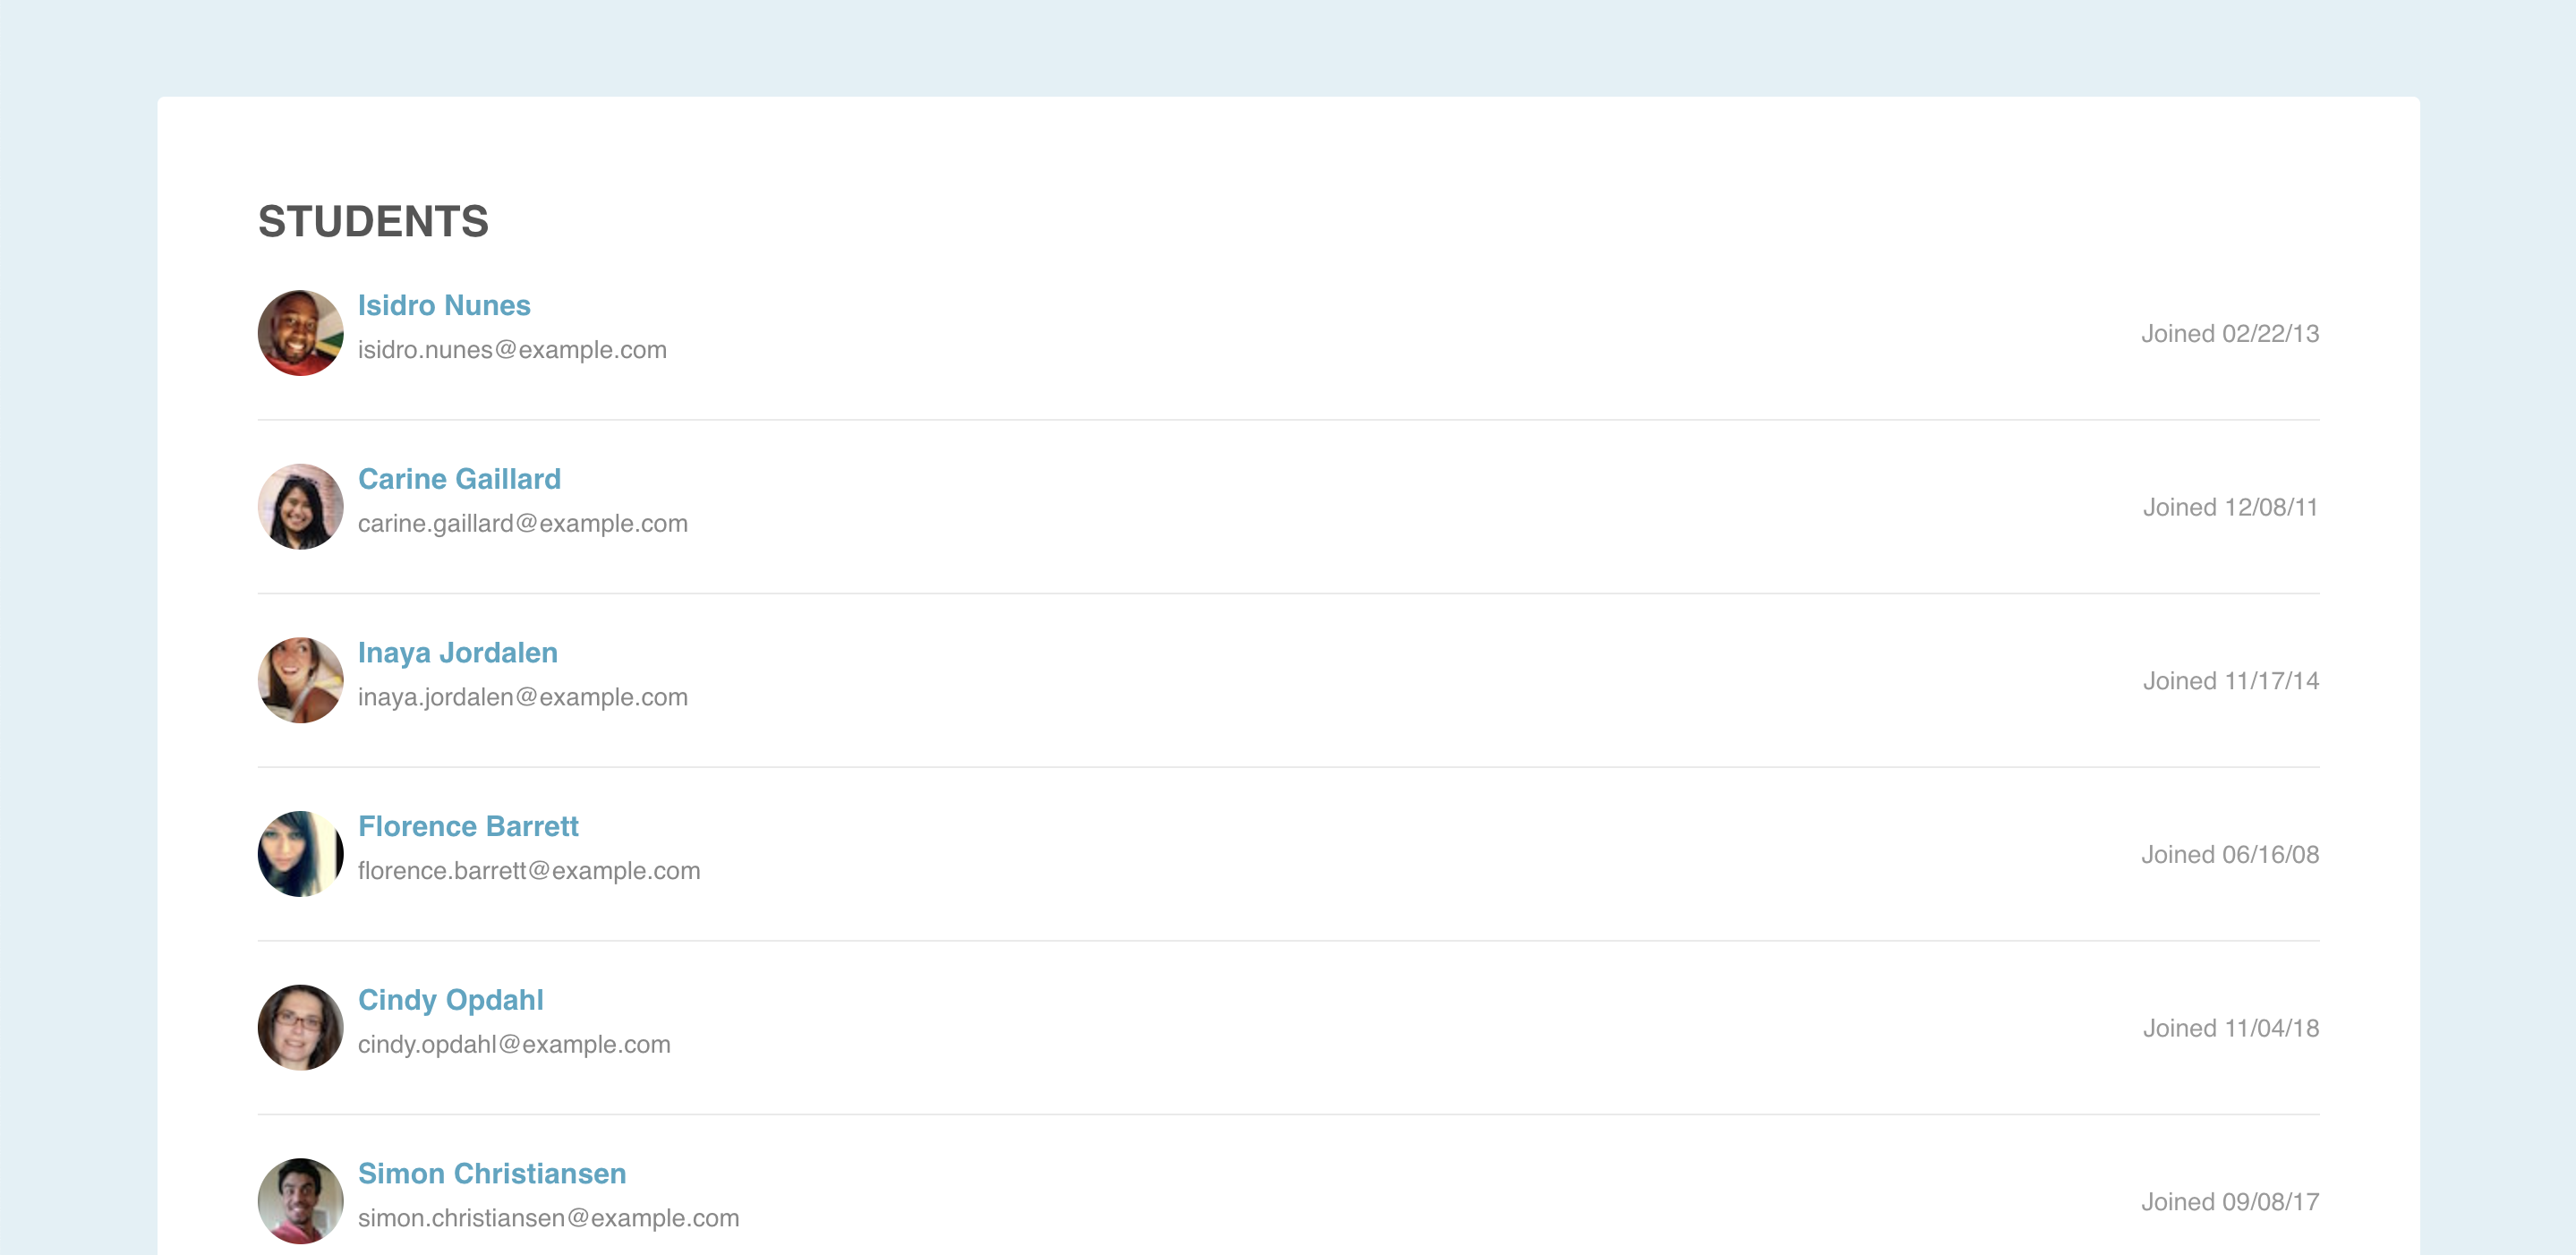 STUDENTS
Isidro Nunes
isidro.nunes@example.com
Joined 02/22/13
Carine Gaillard
carine.gaillard@example.com
Joined 12/08/11
Inaya Jordalen
inaya.jordalen@example.com
Joined 11/17/14
Florence Barrett
florence.barrett@example.com
Joined 06/16/08
Cindy Opdahl
cindy.opdahl@example.com
Joined 11/04/18
Simon Christiansen
simon.christiansen@example.com
Joined 09/08/17